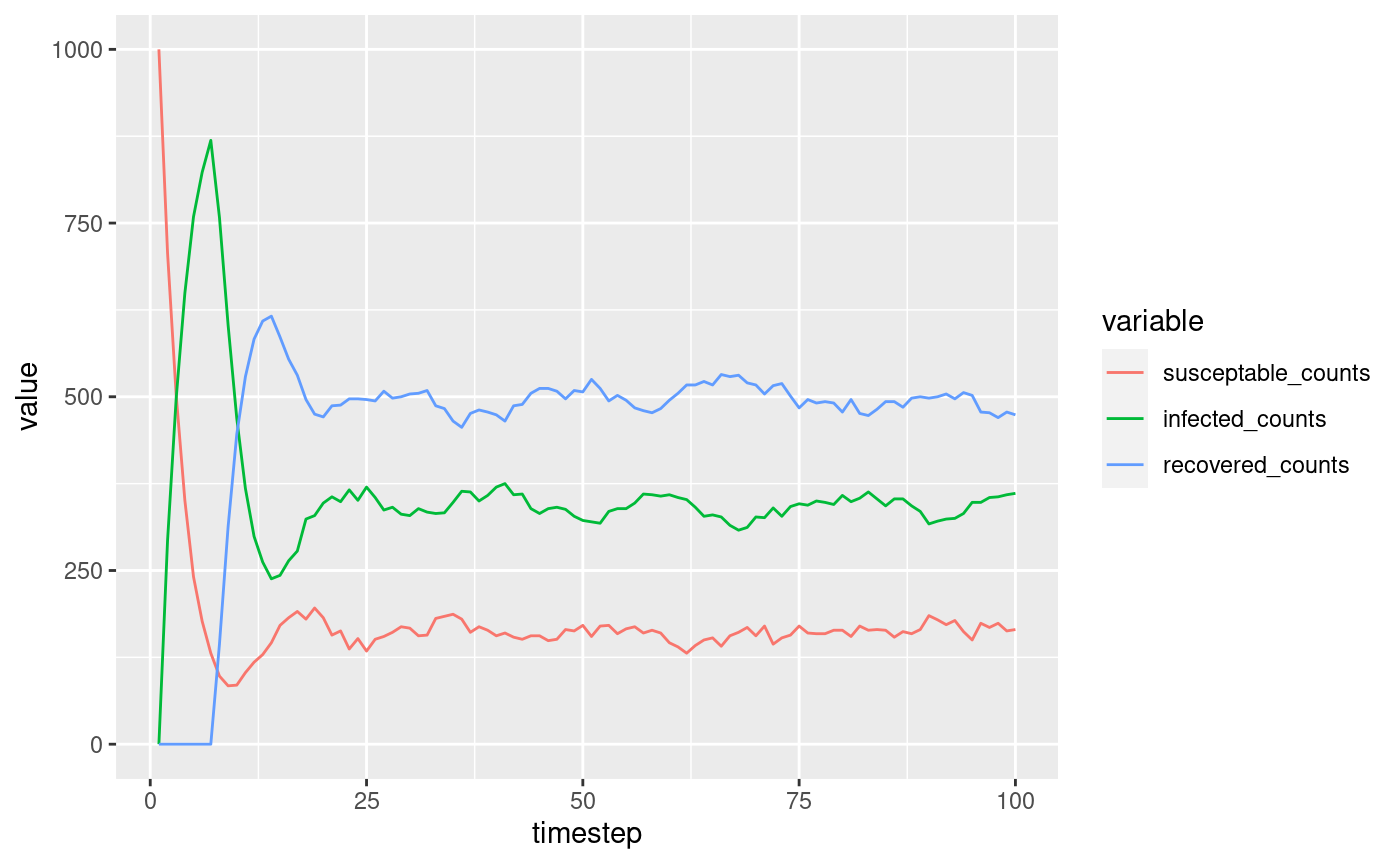 1000
750
500
250
0
value
0 25 50 75 100
timestep
variable
susceptable_counts
infected_counts
recovered_counts